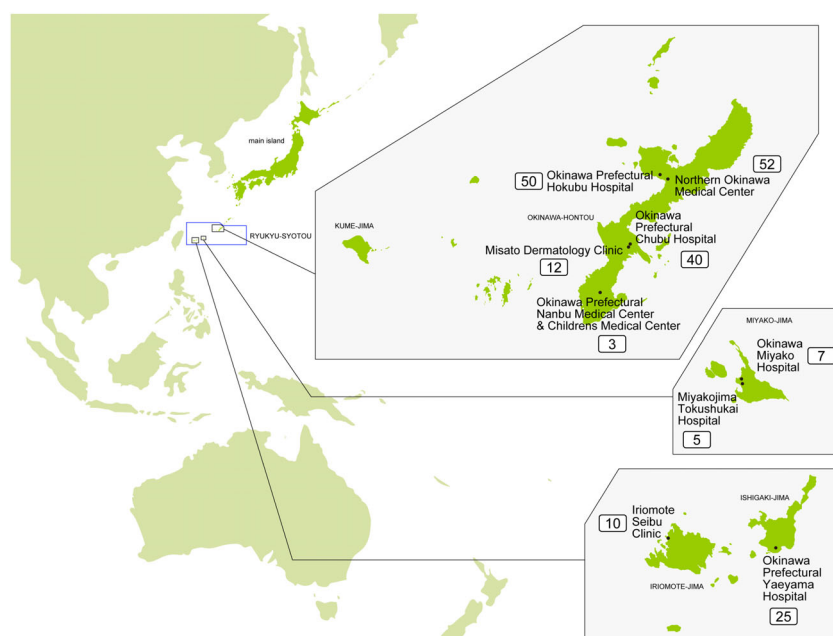 main island
RYUKYU-SYOTOU
KUME-JIMA
OKINAWA-HONTOU
50
Okinawa Prefectural
Hokubu Hospital
52
Northern Okinawa
Medical Center
Okinawa
Prefectural
Chubu Hospital
40
Misato Dermatology Clinic
12
Okinawa Prefectural
Nanbu Medical Center
& Childrens Medical Center
3
MIYAKO-JIMA
Okinawa
Miyako
Hospital
7
Miyakojima
Tokushukai
Hospital
5
ISHIGAKI-JIMA
10
Iriomote
Seibu
Clinic
IRIOMOTE-JIMA
Okinawa
Prefectural
Yaeyama
Hospital
25